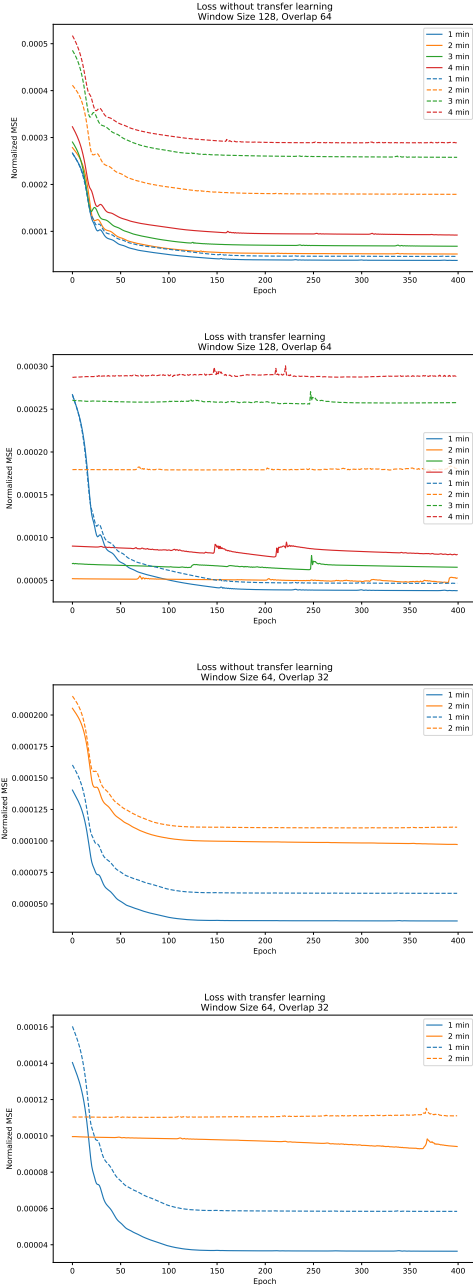 Loss without transfer learning
Window Size 128, Overlap 64
Normalized MSE
0.0005
0.0004
0.0003
0.0002
0.0001
0 50 100 150 200 250 300 350 400
Epoch
1 min
2 min
3 min
4 min
1 min
2 min
3 min
4 min
Loss with transfer learning
Window Size 128, Overlap 64
Normalized MSE
0.00030
0.00025
0.00020
0.00015
0.00010
0.00005
0 50 100 150 200 250 300 350 400
Epoch
1 min
2 min
3 min
4 min
1 min
2 min
3 min
4 min
Loss without transfer learning
Window Size 64, Overlap 32
Normalized MSE
0.000200
0.000175
0.000150
0.000125
0.000100
0.000075
0.000050
0 50 100 150 200 250 300 350 400
Epoch
1 min
2 min
1 min
2 min
Loss with transfer learning
Window Size 64, Overlap 32
Normalized MSE
0.00016
0.00014
0.00012
0.00010
0.00008
0.00006
0.00004
0 50 100 150 200 250 300 350 400
Epoch
1 min
2 min
1 min
2 min